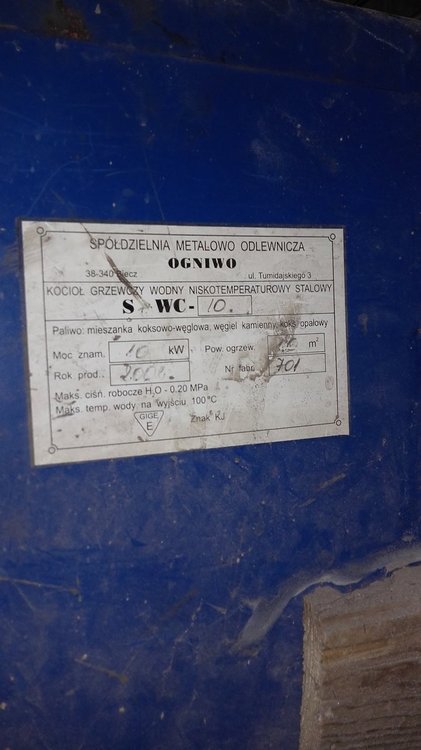 SPÓŁDZIELNIA METALOWO ODLEWNICZA
OGNIWO
38-340 Biecz ul. Tumidajskiego 3
KOCIOŁ GRZEWCZY WODNY NISKOTEMPERATUROWY STALOWY
S WC- 10.
Paliwo: mieszanka koksowo-węglowa, węgiel kamienny, koks opałowy
Moc znam. 10 kW Pow. ogrzew. m²
Rok prod. Nr fabr. 701
Maks. ciśn. robocze H₂O - 0.20 MPa
Maks. temp. wody na wyjściu 100°C
GIGE
E
Znak KJ